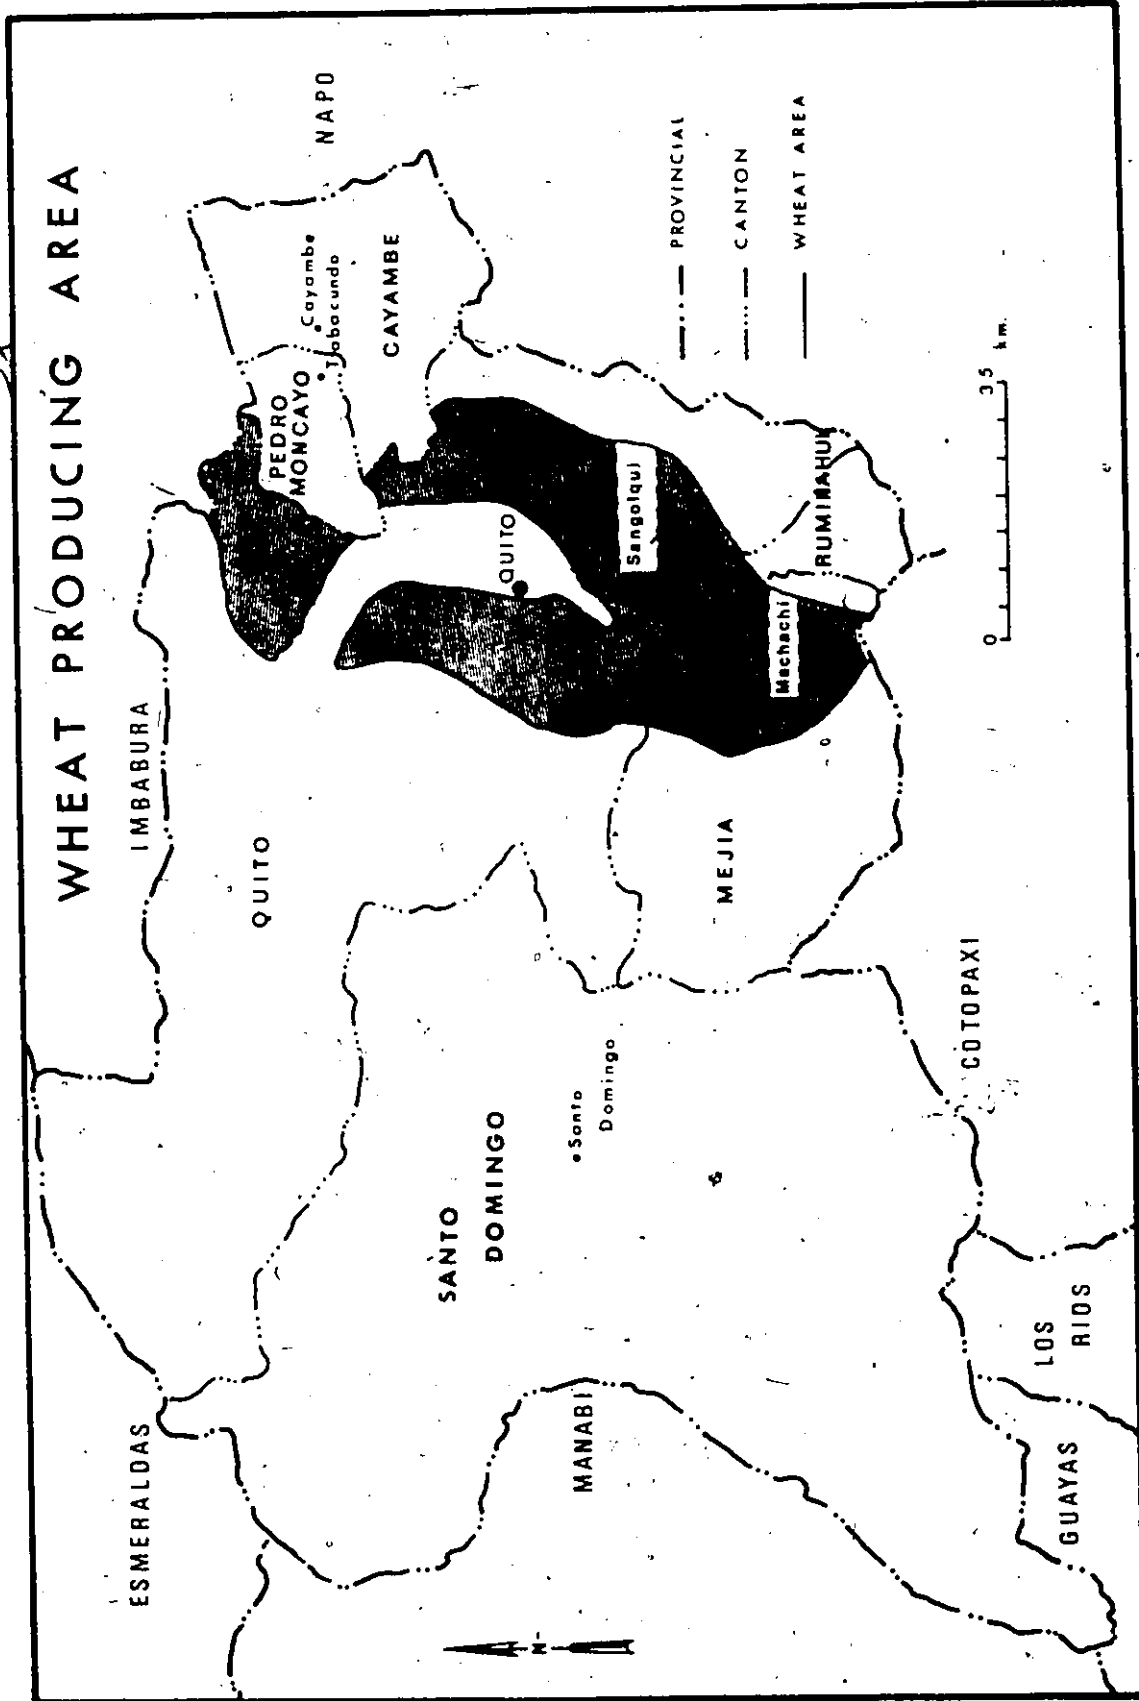 WHEAT PRODUCING AREA
IMBABURA
NAPO
ESMERALDAS
QUITO
PEDRO
MONCAYO
Cayambe
Tabacundo
CAYAMBE
QUITO
SANTO
DOMINGO
Santo
Domingo
Sangolqui
MEJIA
Machachi
RUMINAHUI
MANABI
COTOPAXI
LOS
RIOS
GUAYAS
N
PROVINCIAL
CANTON
WHEAT AREA
0 35
km.